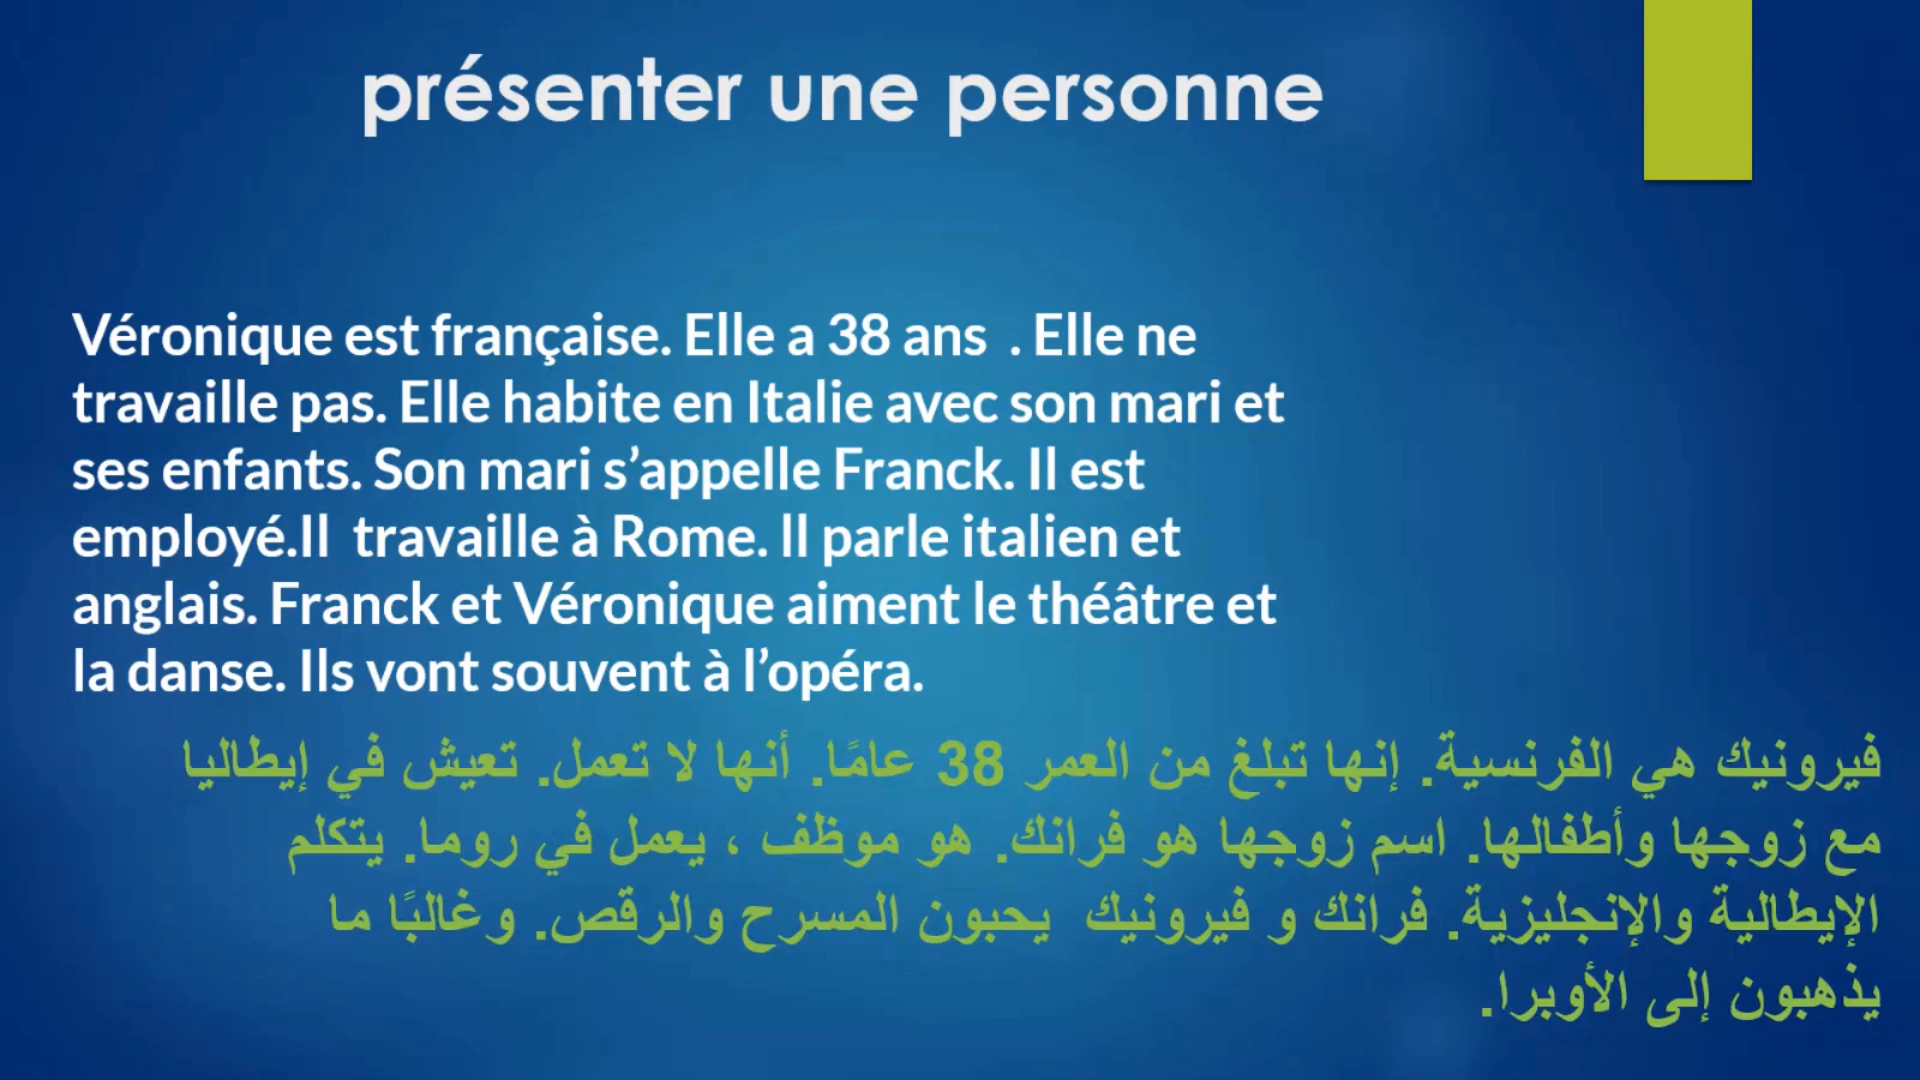 présenter une personne
Véronique est française. Elle a 38 ans  . Elle ne
travaille pas. Elle habite en Italie avec son mari et
ses enfants. Son mari s’appelle Franck. Il est
employé.Il  travaille à Rome. ll parle italien et
anglais. Franck et Véronique aiment le théâtre et
la danse. Ils vont souvent à l’opéra.
فيرونيك هي الفرنسية. إنها تبلغ من العمر 38 عامًا. أنها لا تعمل. تعيش في إيطاليا
مع زوجها وأطفالها. اسم زوجها هو فرانك. هو موظف ، يعمل في روما. يتكلم
الإيطالية والإنجليزية. فرانك و فيرونيك  يحبون المسرح والرقص. وغالبًا ما
يذهبون إلى الأوبرا.